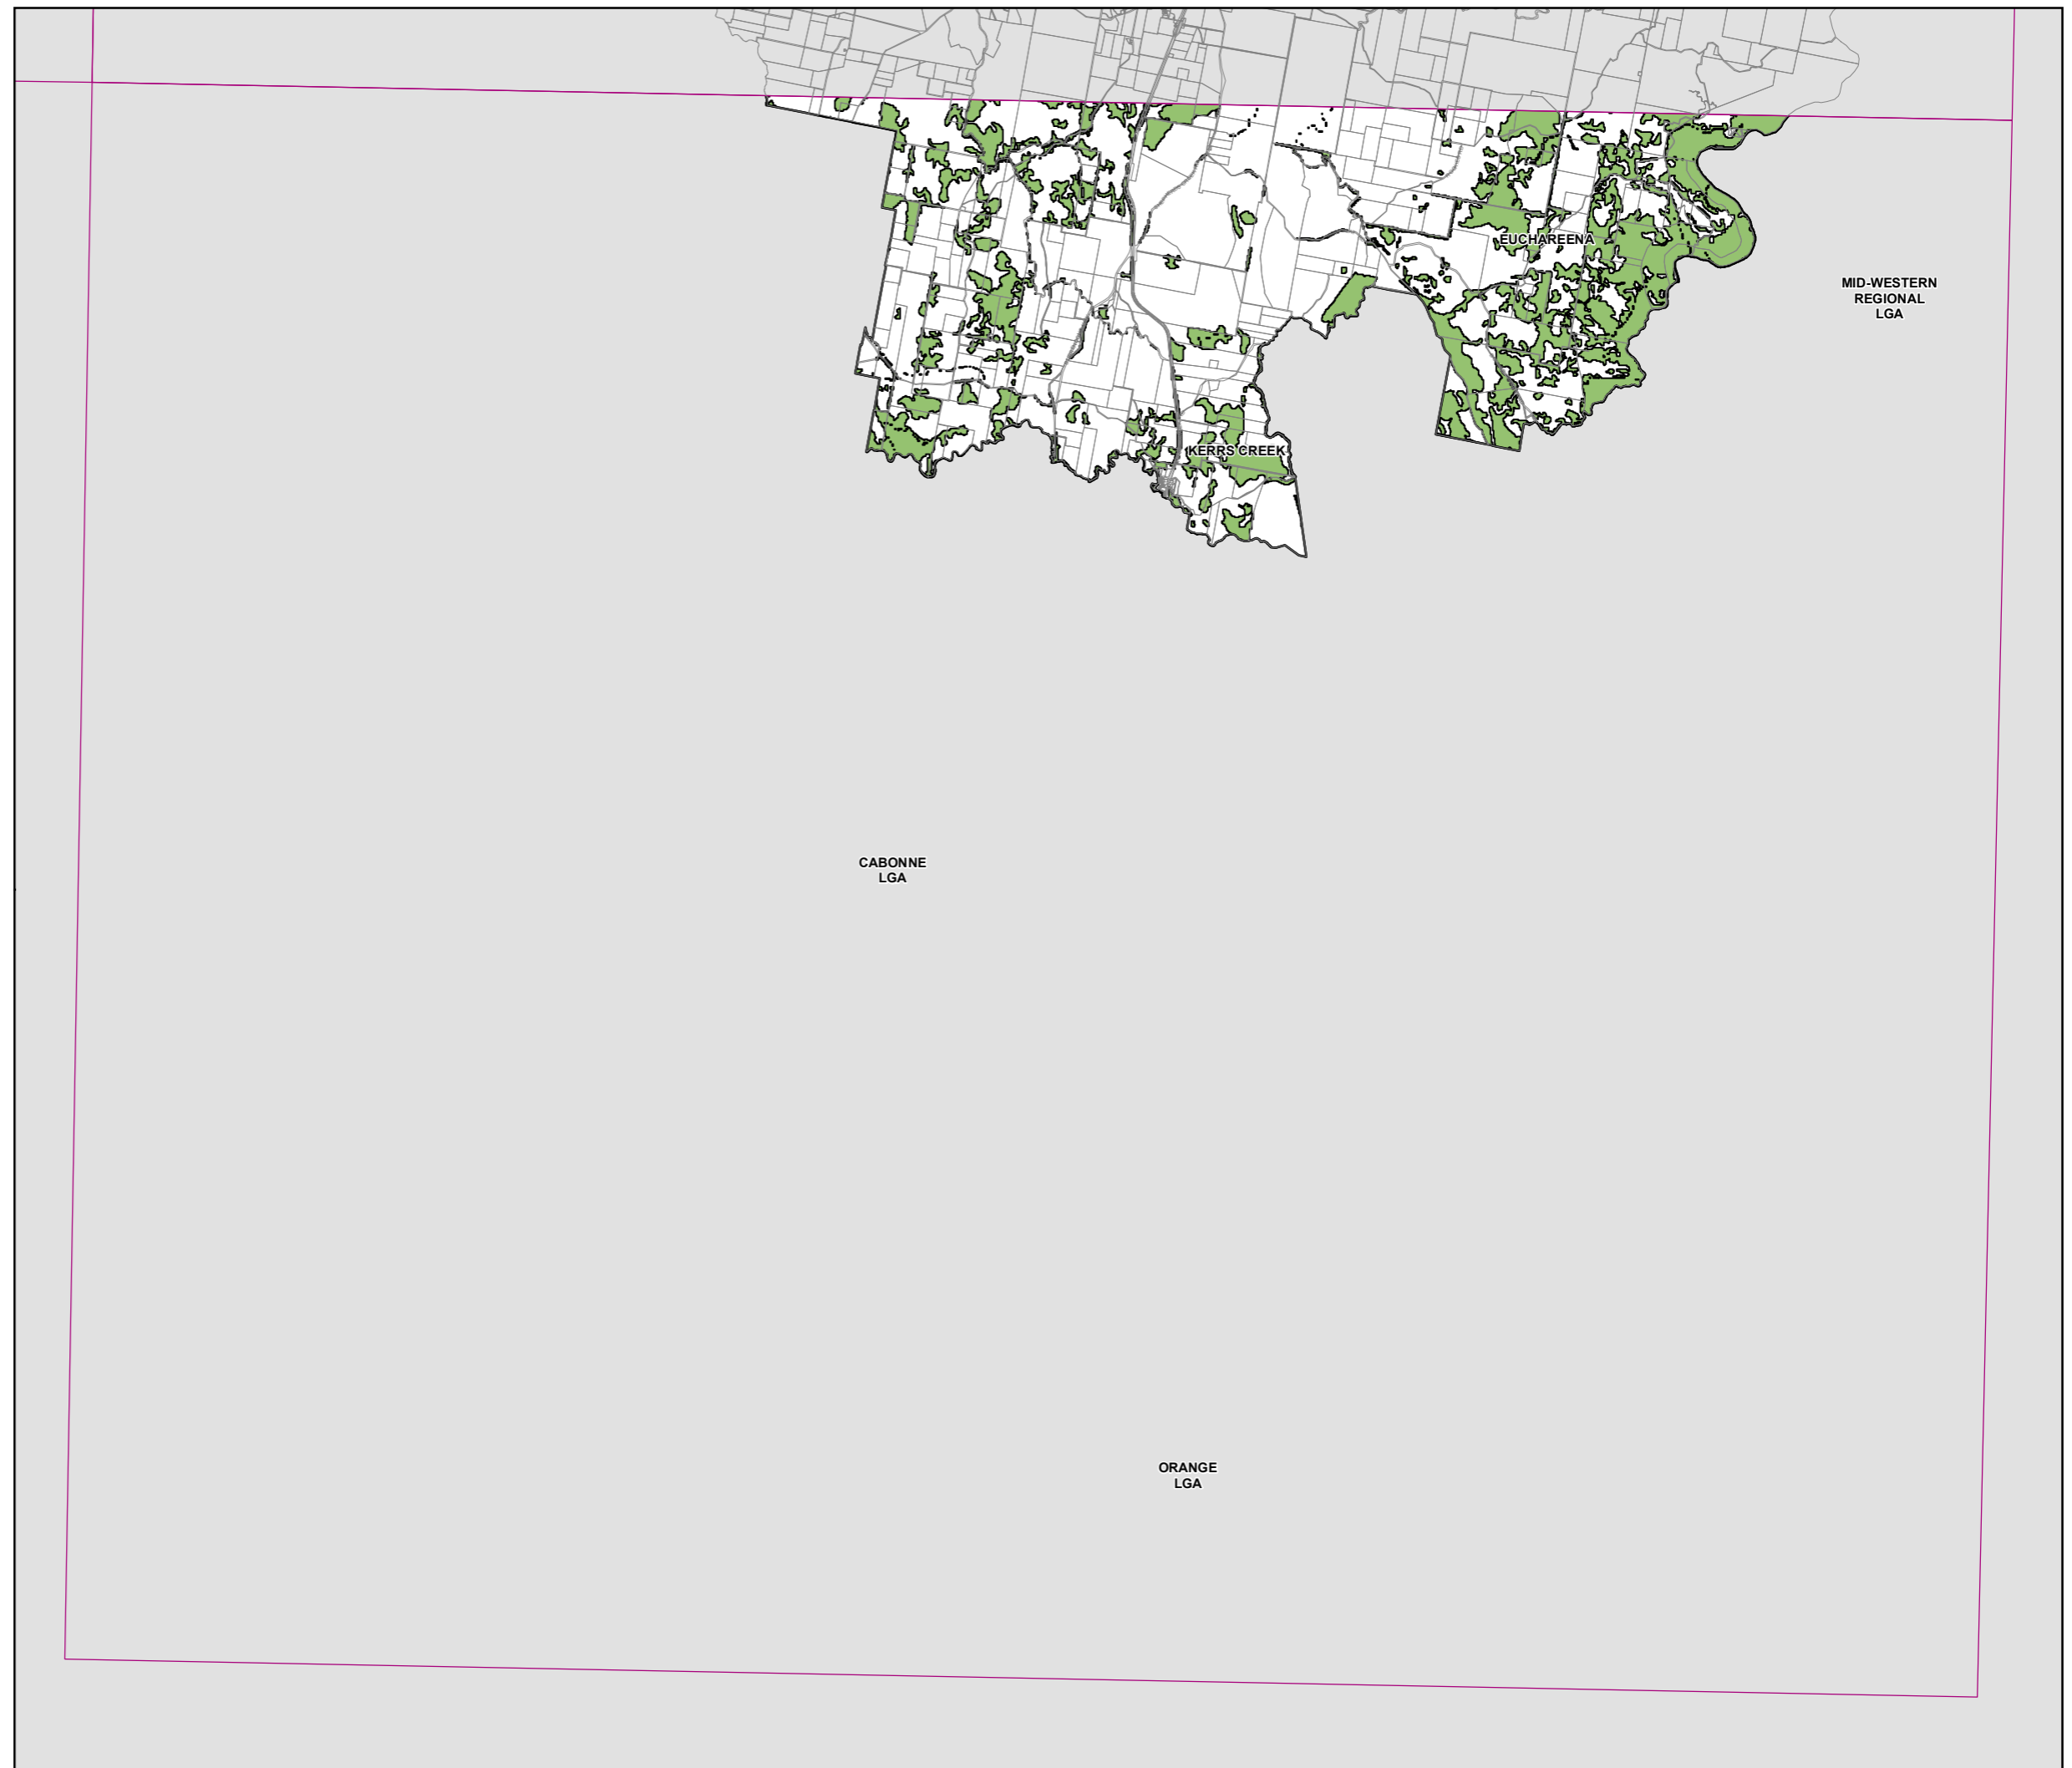 EUCHAREENA
MID-WESTERN
REGIONAL
LGA
KERRS CREEK
CABONNE
LGA
ORANGE
LGA